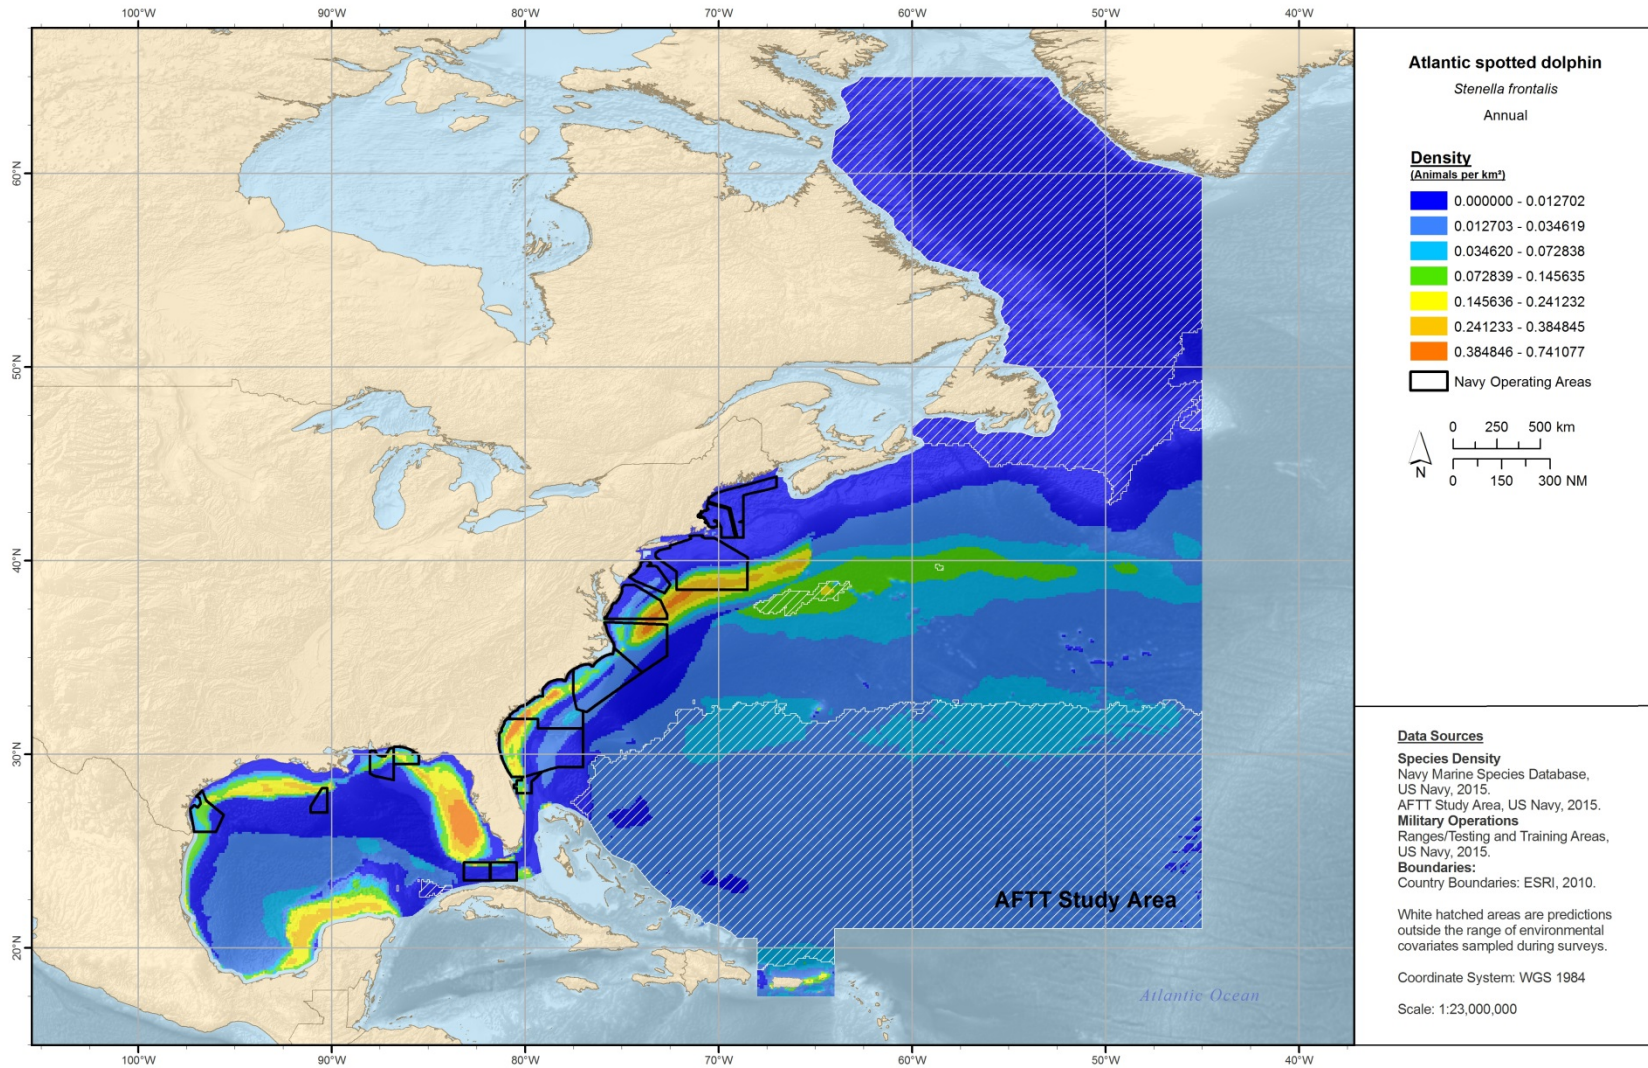 100°W
90°W
80°W
70°W
60°W
50°W
40°W
60°N
50°N
40°N
30°N
20°N
60°N
50°N
40°N
30°N
20°N
AFTT Study Area
Atlantic Ocean
100°W
90°W
80°W
70°W
60°W
50°W
40°W
Atlantic spotted dolphin
Stenella frontalis
Annual
Density
(Animals per km²)
0.000000 - 0.012702
0.012703 - 0.034619
0.034620 - 0.072838
0.072839 - 0.145635
0.145636 - 0.241232
0.241233 - 0.384845
0.384846 - 0.741077
Navy Operating Areas
0 250 500 km
N
0 150 300 NM
Data Sources
Species Density
Navy Marine Species Database,
US Navy, 2015.
AFTT Study Area, US Navy, 2015.
Military Operations
Ranges/Testing and Training Areas,
US Navy, 2015.
Boundaries:
Country Boundaries: ESRI, 2010.
White hatched areas are predictions
outside the range of environmental
covariates sampled during surveys.
Coordinate System: WGS 1984
Scale: 1:23,000,000